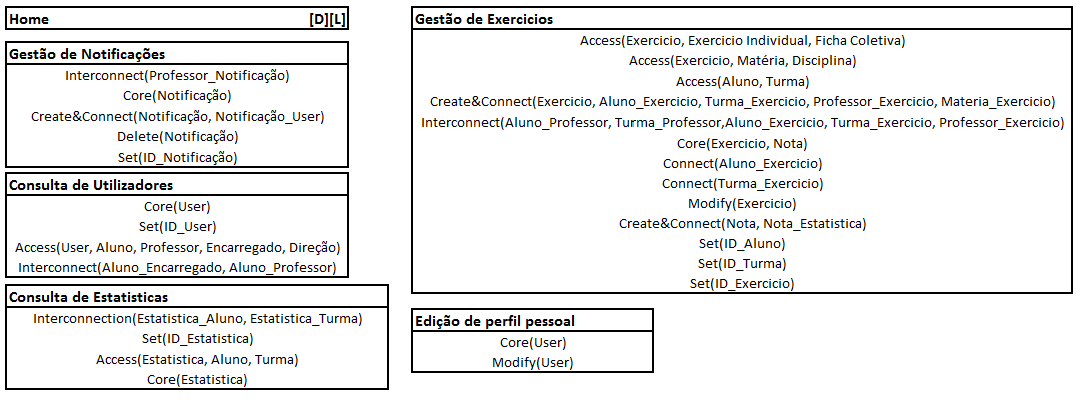 Home [D][L]
Gestão de Notificações
Interconnect(Professor_Notificação)
Core(Notificação)
Create&Connect(Notificação, Notificação_User)
Delete(Notificação)
Set(ID_Notificação)
Consulta de Utilizadores
Core(User)
Set(ID_User)
Access(User, Aluno, Professor, Encarregado, Direção)
Interconnect(Aluno_Encarregado, Aluno_Professor)
Consulta de Estatisticas
Interconnection(Estatistica_Aluno, Estatistica_Turma)
Set(ID_Estatistica)
Access(Estatistica, Aluno, Turma)
Core(Estatistica)
Gestão de Exercicios
Access(Exercicio, Exercicio Individual, Ficha Coletiva)
Access(Exercicio, Matéria, Disciplina)
Access(Aluno, Turma)
Create&Connect(Exercicio, Aluno_Exercicio, Turma_Exercicio, Professor_Exercicio, Materia_Exercicio)
Interconnect(Aluno_Professor, Turma_Professor,Aluno_Exercicio, Turma_Exercicio, Professor_Exercicio)
Core(Exercicio, Nota)
Connect(Aluno_Exercicio)
Connect(Turma_Exercicio)
Modify(Exercicio)
Create&Connect(Nota, Nota_Estatistica)
Set(ID_Aluno)
Set(ID_Turma)
Set(ID_Exercicio)
Edição de perfil pessoal
Core(User)
Modify(User)